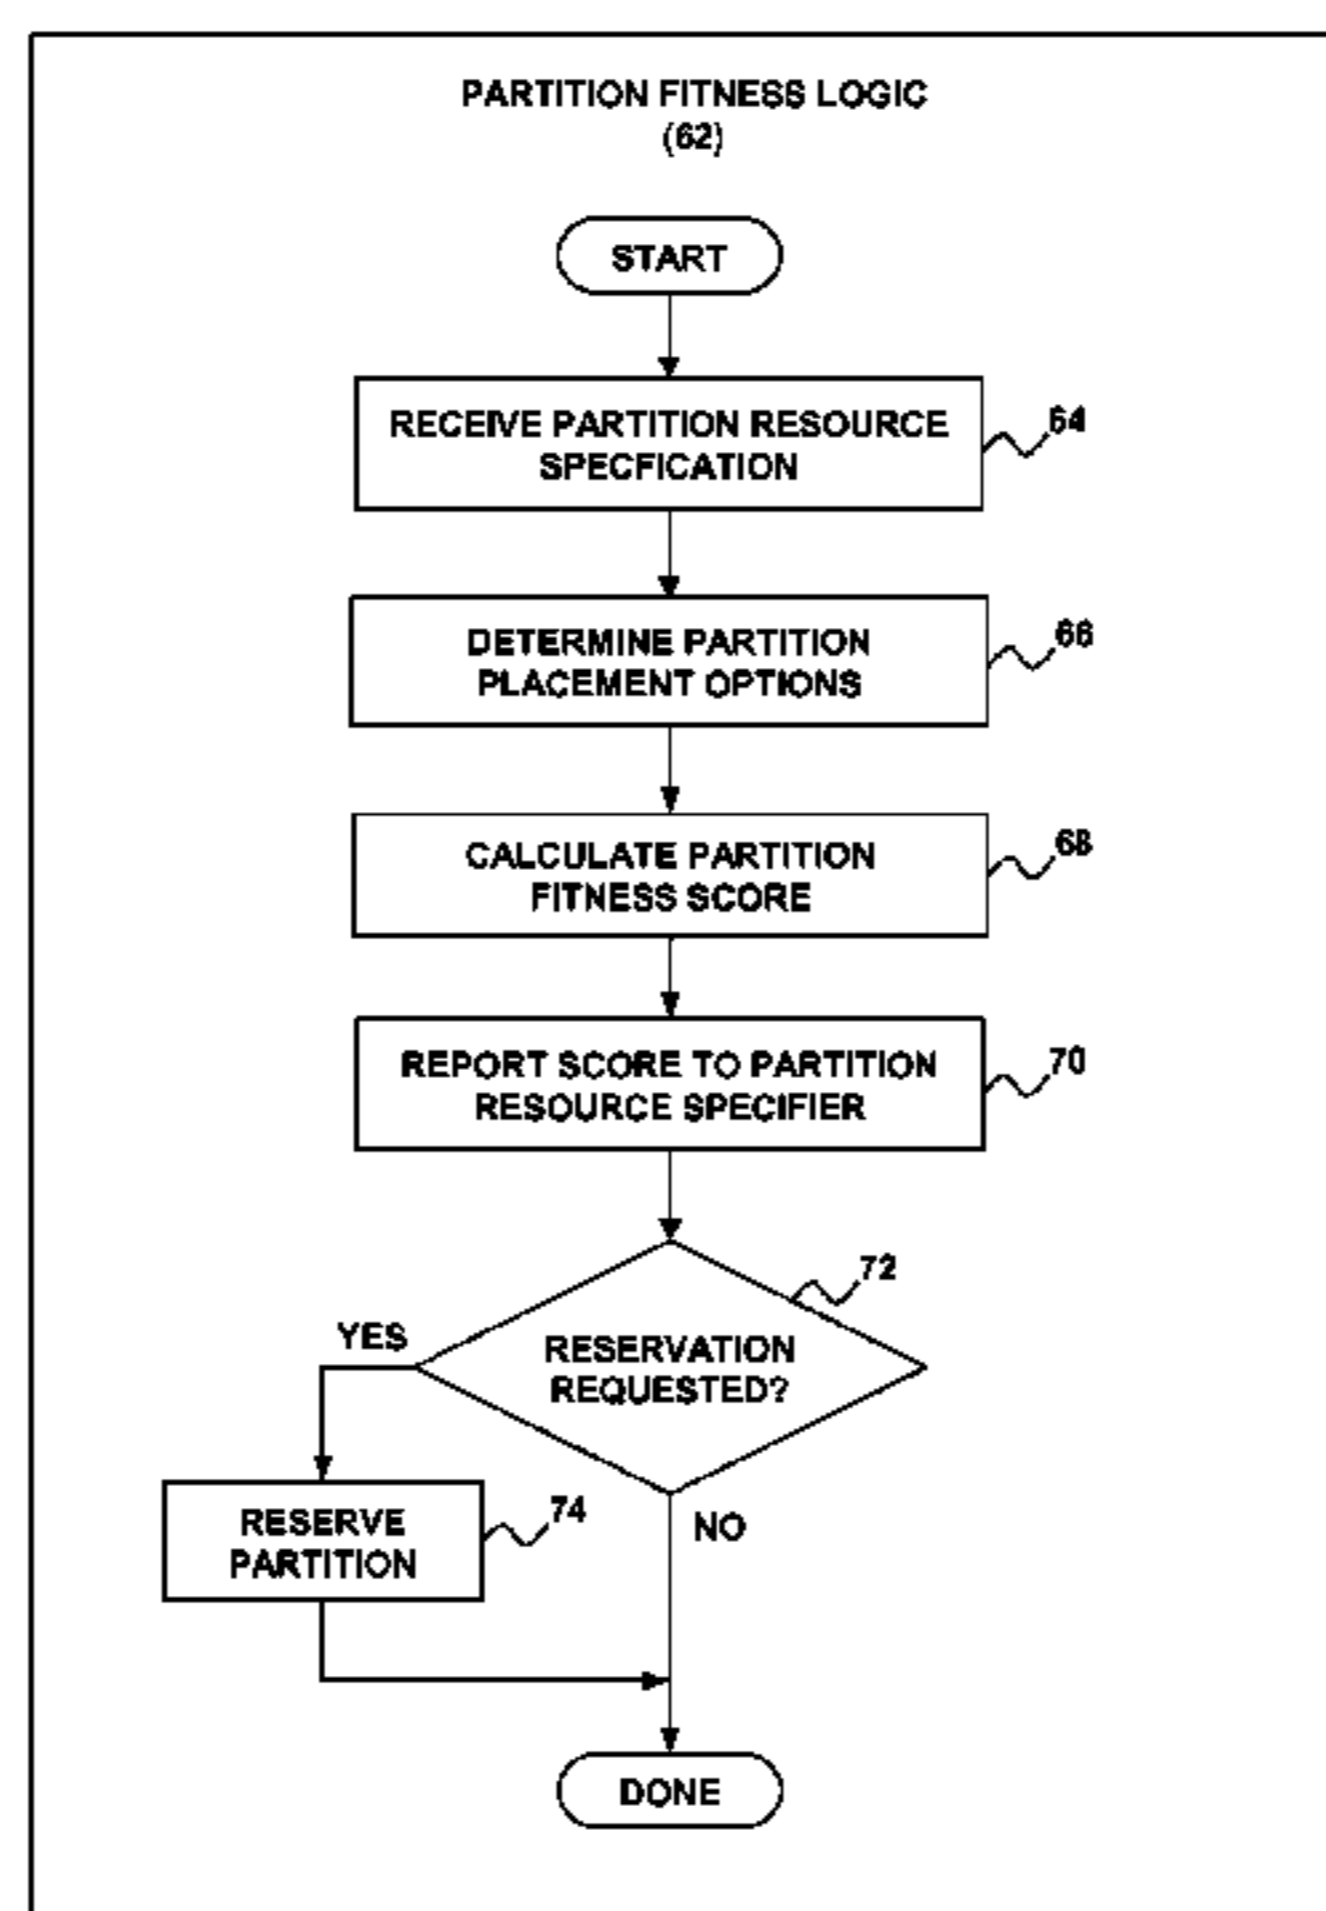 PARTITION FITNESS LOGIC
(62)
START
RECEIVE PARTITION RESOURCE
SPECFICATION
64
DETERMINE PARTITION
PLACEMENT OPTIONS
66
CALCULATE PARTITION
FITNESS SCORE
68
REPORT SCORE TO PARTITION
RESOURCE SPECIFIER
70
72
YES
RESERVATION
REQUESTED?
RESERVE
PARTITION
74
NO
DONE